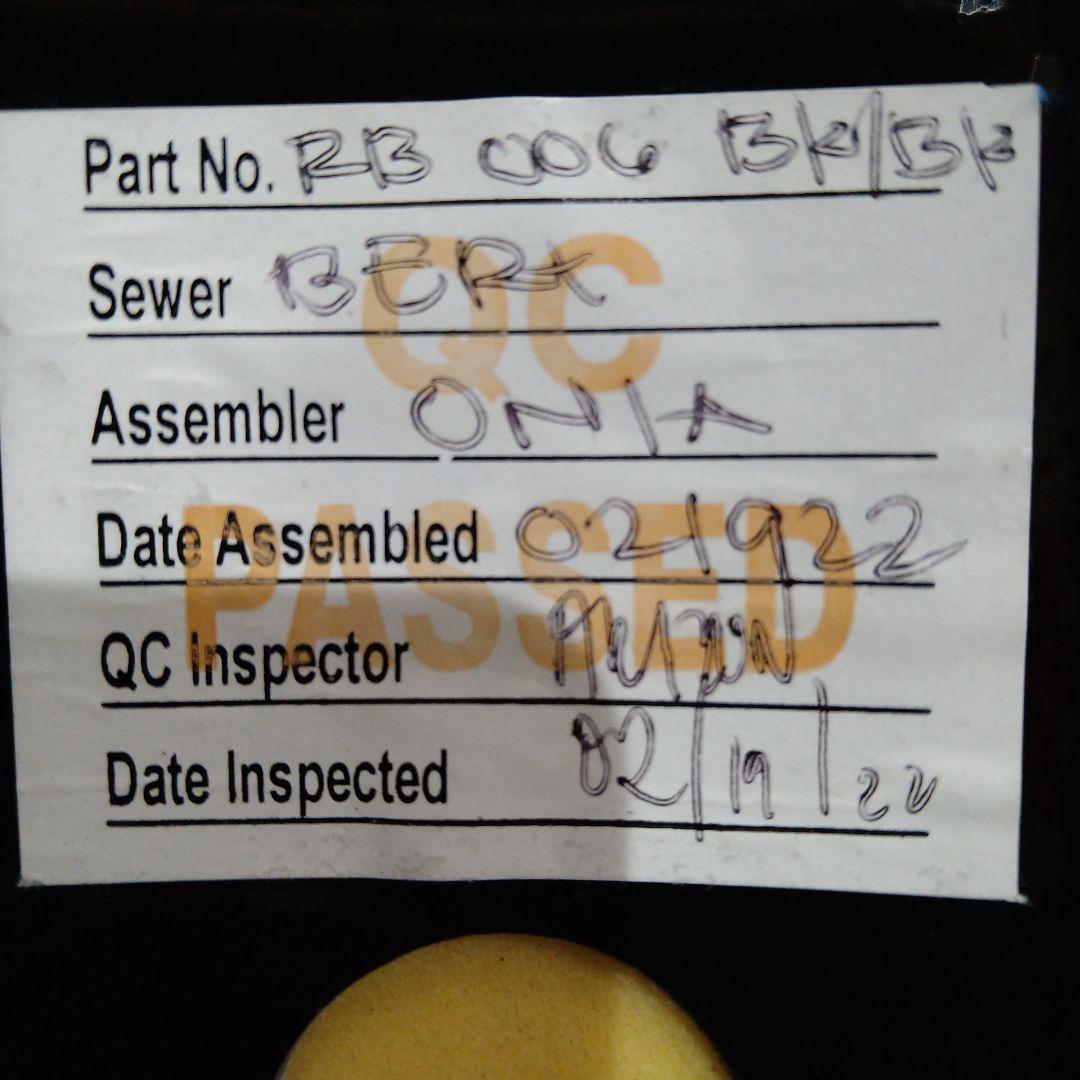 Part No. RB 006 BK/BK
Sewer BERT
QC
Assembler ONIA
PASSED
Date Assembled 021922
QC Inspector
Date Inspected 02/19/22